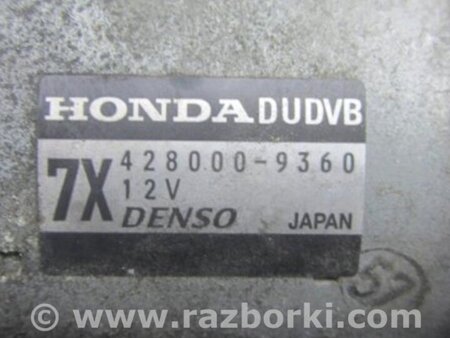 HONDA DUDVB
7X 428000-9360
12V
DENSO JAPAN
57
© www.razborki.com